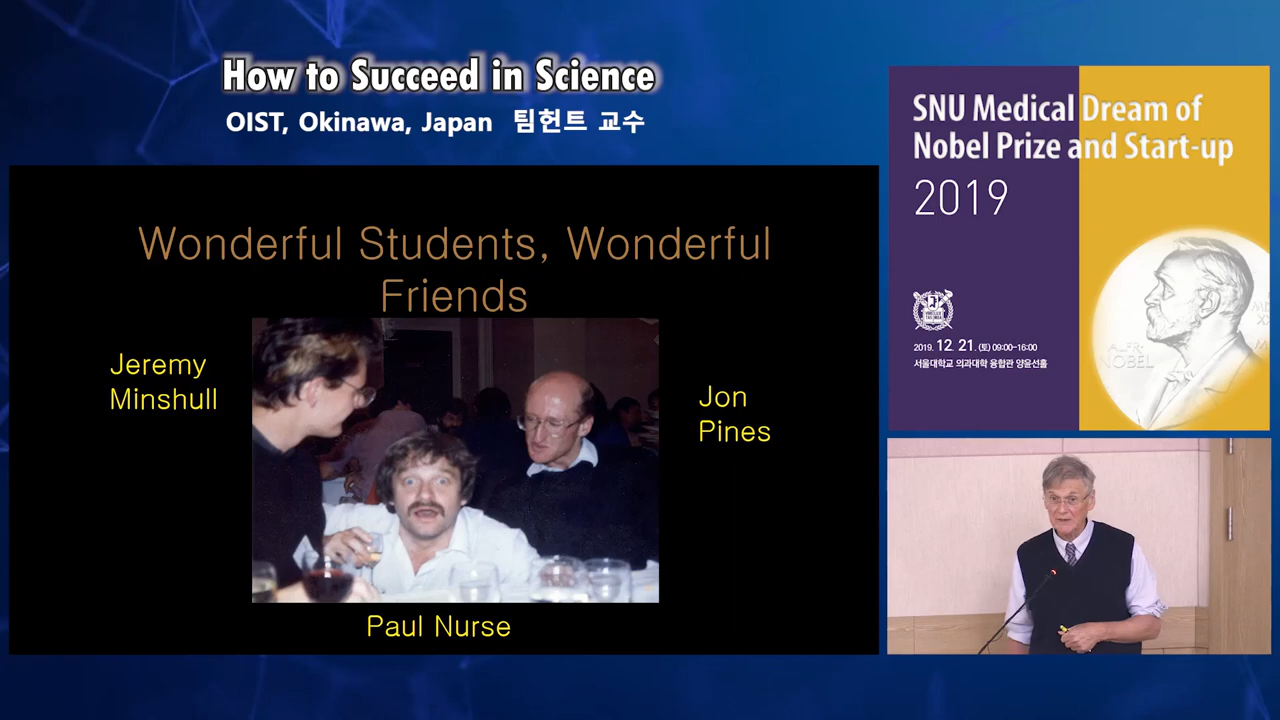 How to Succeed in Science
OIST, Okinawa, Japan 팀헌트 교수
Wonderful Students, Wonderful
Friends
Jeremy
Minshull
Jon
Pines
Paul Nurse
SNU Medical Dream of
Nobel Prize and Start-up
2019
2019. 12. 21. (토) 09:00-16:00
서울대학교 의과대학 융합관 양윤선홀
ALFR.
NOBEL